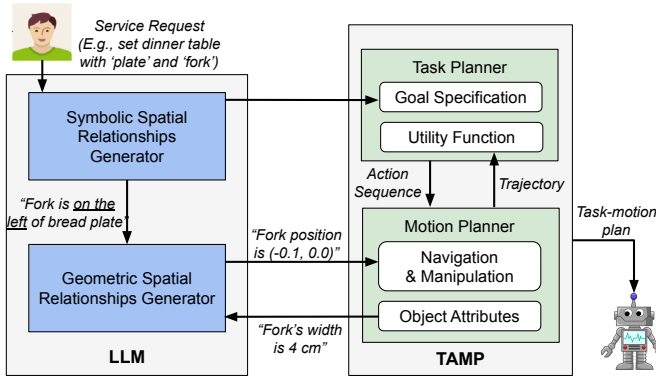 Service Request
(E.g., set dinner table
with ‘plate’ and ‘fork’)
Symbolic Spatial
Relationships
Generator
“Fork is on the
left of bread plate”
Geometric Spatial
Relationships Generator
LLM
“Fork position
is (-0.1, 0.0)”
“Fork’s width
is 4 cm”
Task Planner
Goal Specification
Utility Function
Action
Sequence
Trajectory
Motion Planner
Navigation
& Manipulation
Object Attributes
TAMP
Task-motion
plan